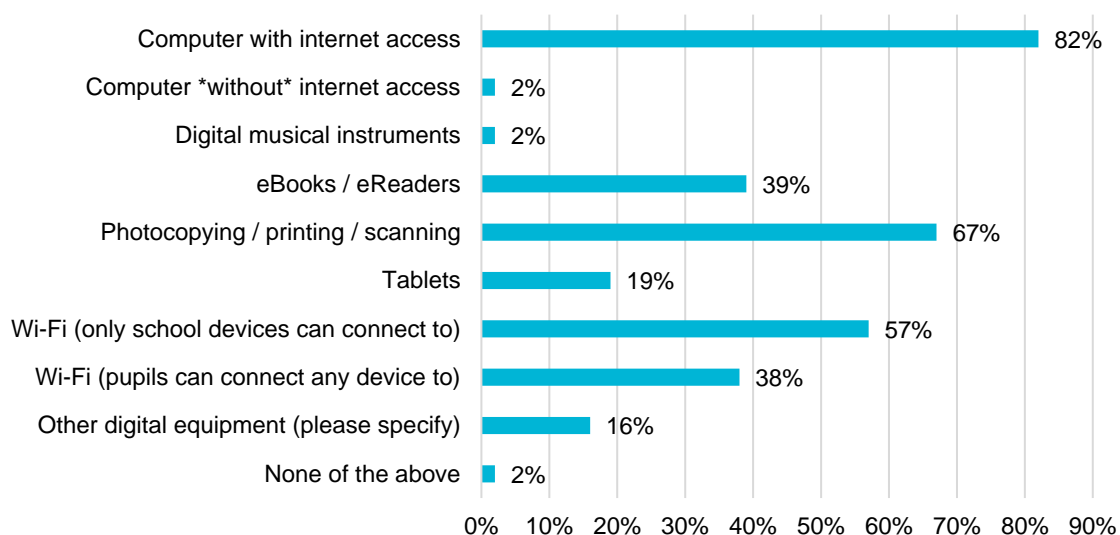 Computer with internet access 82%
Computer *without* internet access 2%
Digital musical instruments 2%
eBooks / eReaders 39%
Photocopying / printing / scanning 67%
Tablets 19%
Wi-Fi (only school devices can connect to) 57%
Wi-Fi (pupils can connect any device to) 38%
Other digital equipment (please specify) 16%
None of the above 2%
0% 10% 20% 30% 40% 50% 60% 70% 80% 90%